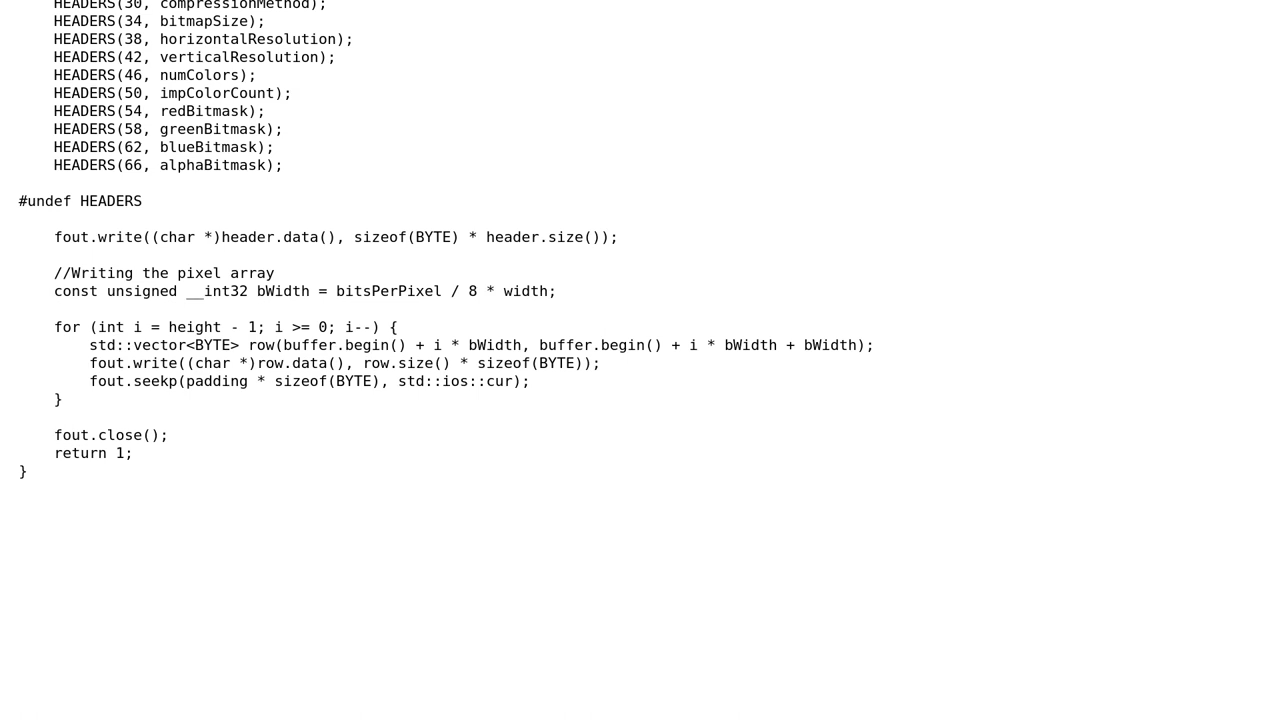 HEADERS(30, compressionMethod);
HEADERS(34, bitmapSize);
HEADERS(38, horizontalResolution);
HEADERS(42, verticalResolution);
HEADERS(46, numColors);
HEADERS(50, impColorCount);
HEADERS(54, redBitmask);
HEADERS(58, greenBitmask);
HEADERS(62, blueBitmask);
HEADERS(66, alphaBitmask);
#undef HEADERS
fout.write((char *)header.data(), sizeof(BYTE) * header.size());
//Writing the pixel array
const unsigned __int32 bWidth = bitsPerPixel / 8 * width;
for (int i = height - 1; i >= 0; i--) {
std::vector<BYTE> row(buffer.begin() + i * bWidth, buffer.begin() + i * bWidth + bWidth);
fout.write((char *)row.data(), row.size() * sizeof(BYTE));
fout.seekp(padding * sizeof(BYTE), std::ios::cur);
}
fout.close();
return 1;
}